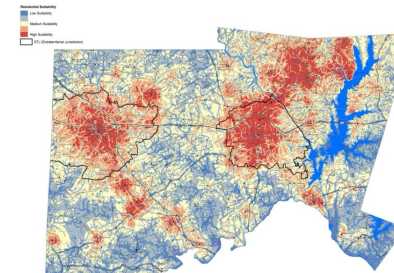 Residential Suitability
Low Suitability
Medium Suitability
High Suitability
ETJ (Extraterritorial Jurisdiction)